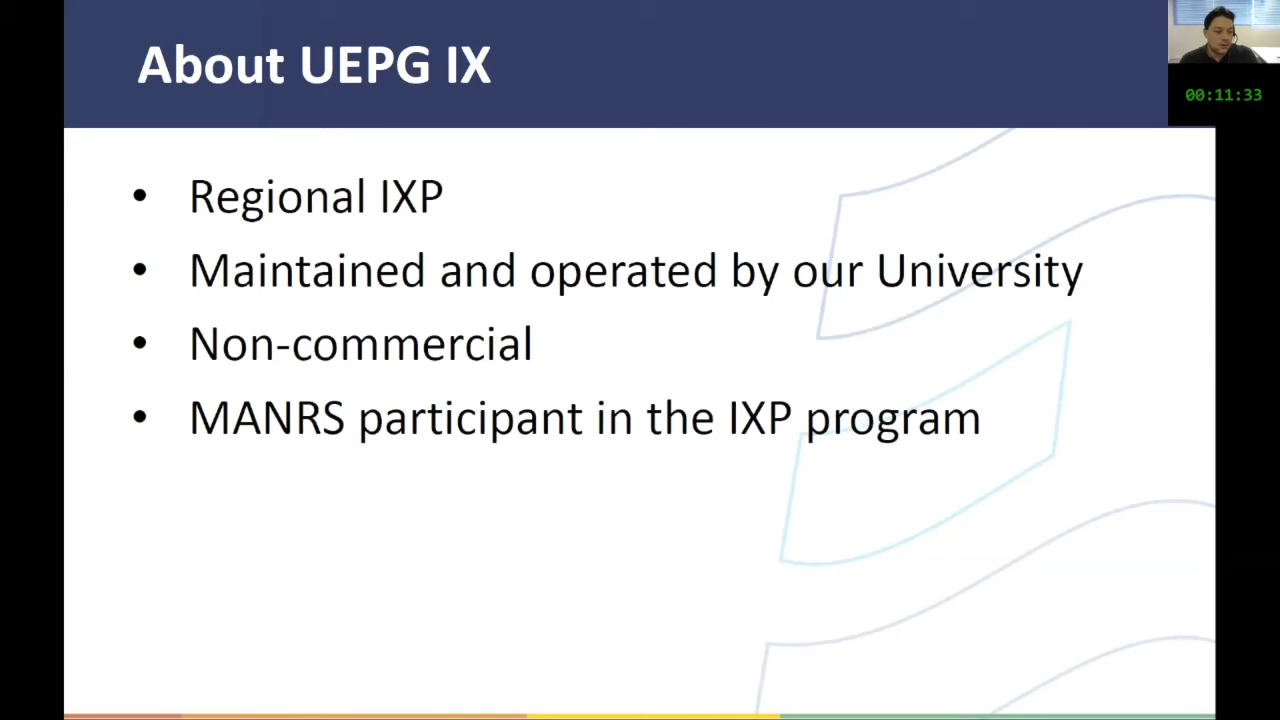 About UEPG IX
00:11:33
• Regional IXP
• Maintained and operated by our University
• Non-commercial
• MANRS participant in the IXP program